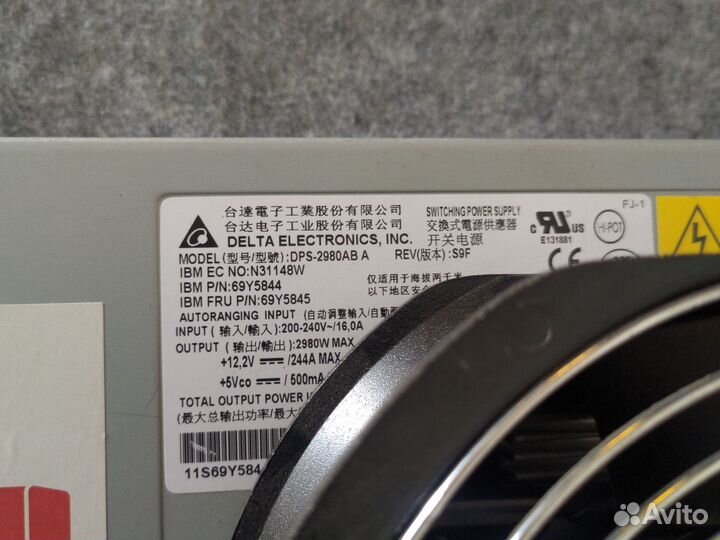 台達電子工業股份有限公司
台达电子工业股份有限公司
DELTA ELECTRONICS, INC.
SWITCHING POWER SUPPLY
交換式電源供應器
开关电源
FJ-1
c RU US
E131881
HI-POT
MODEL (型号/型號):DPS-2980AB A REV(版本): S9F
IBM EC NO:N31148W
IBM P/N:69Y5844
IBM FRU P/N:69Y5845
仅适用于海拔两千米
以下地区安全
CE
AUTORANGING INPUT (自动调整输入/自動
INPUT (输入/輸入):200-240V~/16,0A
OUTPUT (输出/輸出):2980W MAX
+12,2V ⎓/244A MAX
+5Vco ⎓/500mA
TOTAL OUTPUT POWER
(最大总输出功率/最大
11S69Y584
Avito